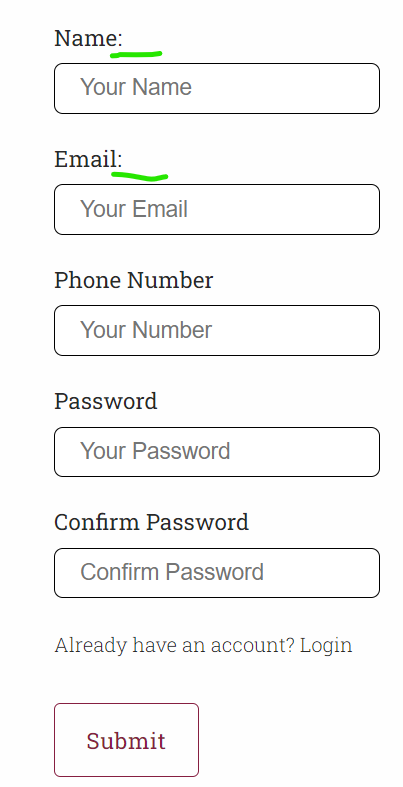 Name:
Your Name
Email:
Your Email
Phone Number
Your Number
Password
Your Password
Confirm Password
Confirm Password
Already have an account? Login
Submit